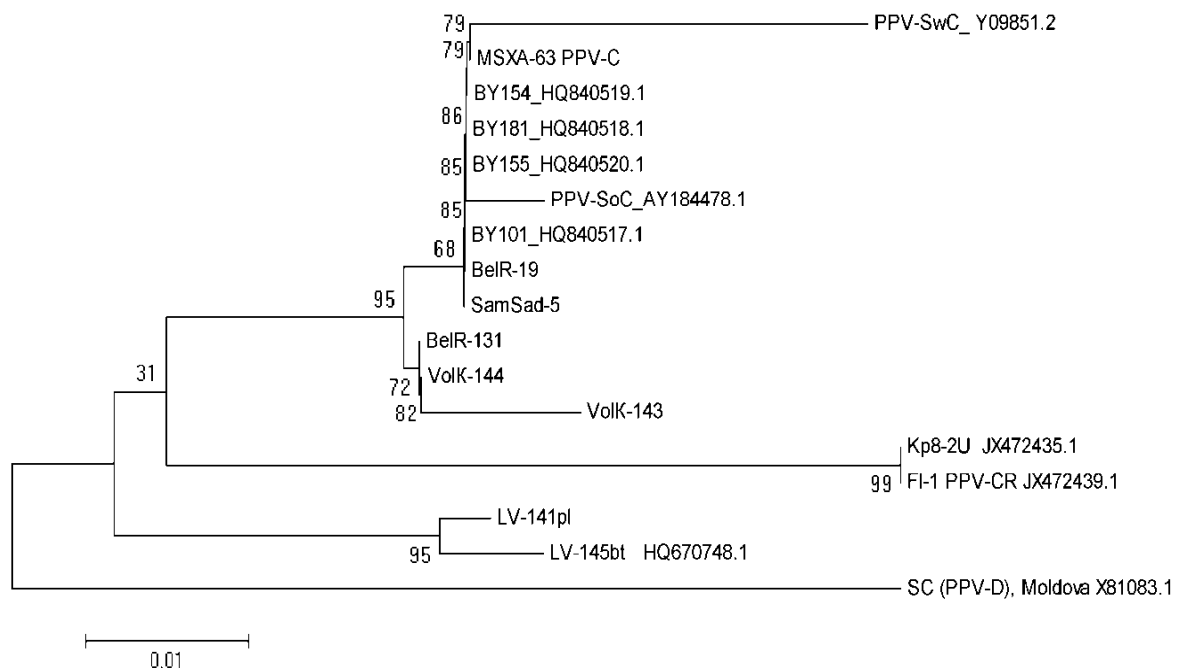 79 PPV-SwC_ Y09851.2
79 MSXA-63 PPV-C
BY154_HQ840519.1
86 BY181_HQ840518.1
85 BY155_HQ840520.1
PPV-SoC_AY184478.1
85
BY101_HQ840517.1
68
BelR-19
95 SamSad-5
BelR-131
31 VolK-144
72
82 VolK-143
Kp8-2U JX472435.1
99 FI-1 PPV-CR JX472439.1
LV-141pl
95 LV-145bt HQ670748.1
SC (PPV-D), Moldova X81083.1
0.01